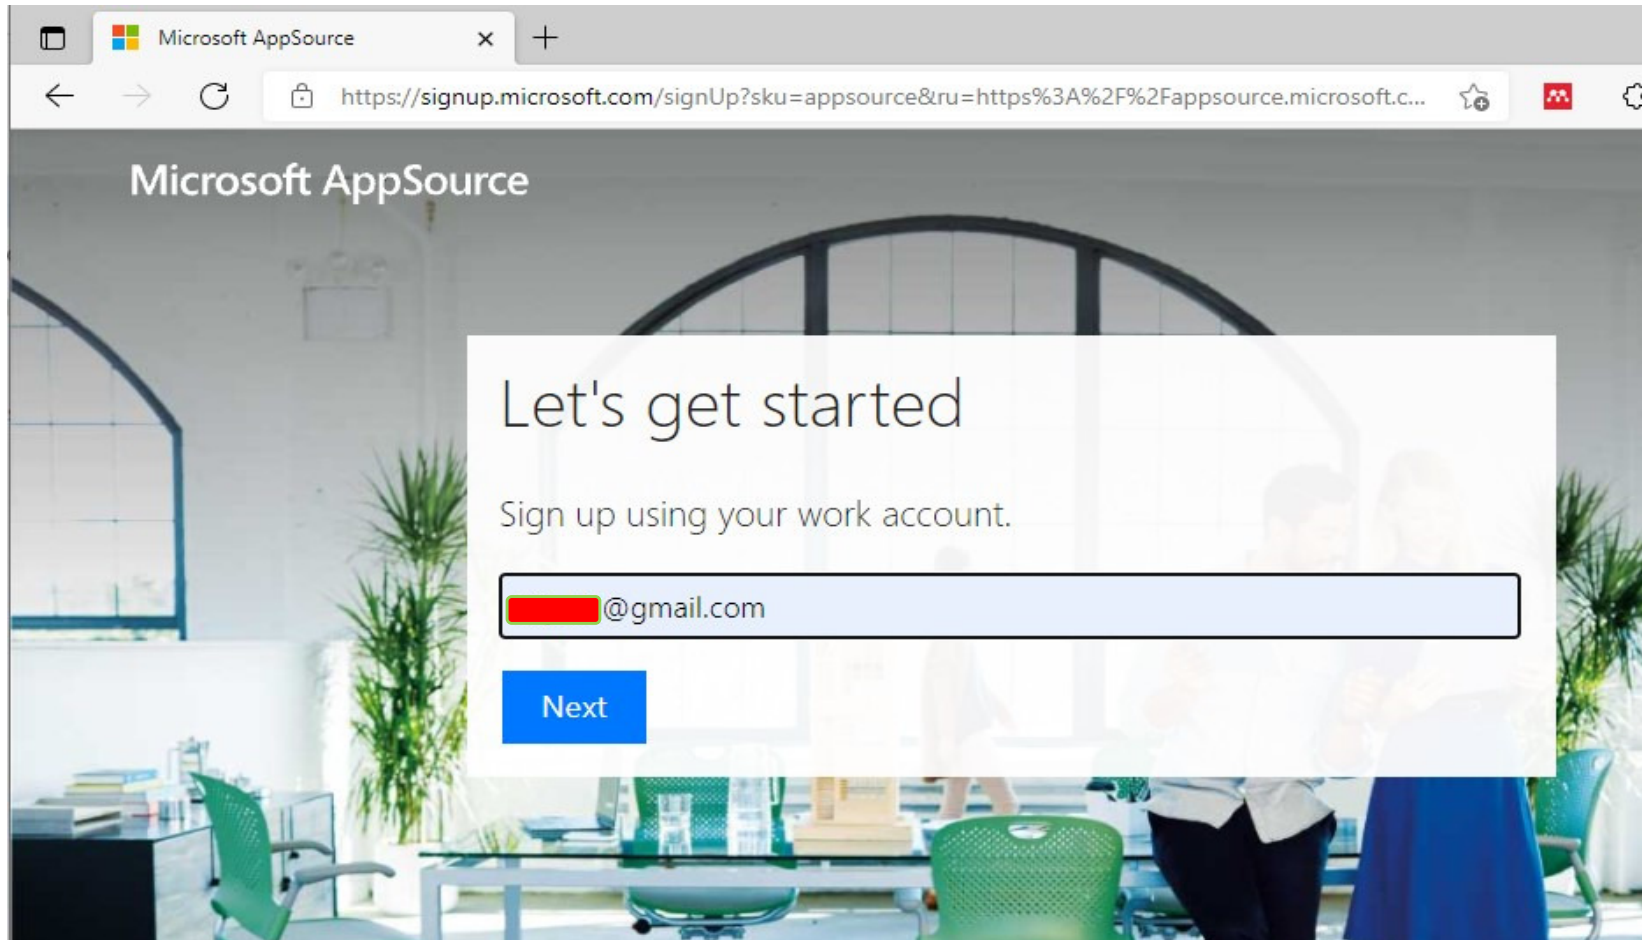 Microsoft AppSource
https://signup.microsoft.com/signUp?sku=appsource&ru=https%3A%2F%2Fappsource.microsoft.c...
Microsoft AppSource
Let's get started
Sign up using your work account.
@gmail.com
Next